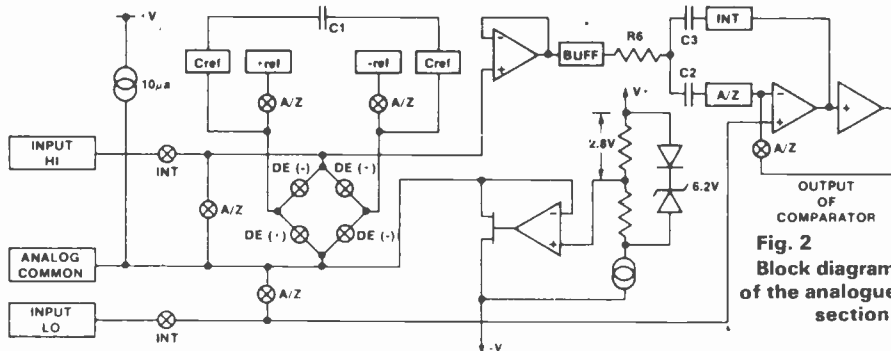 +V
10µa
C1
Cref
+ref
-ref
Cref
A/Z
A/Z
BUFF
R6
C3
INT
C2
A/Z
V+
2.8V
6.2V
A/Z
INPUT
HI
INT
A/Z
DE (-)
DE (-)
DE (+)
DE (-)
OUTPUT
OF
COMPARATOR
ANALOG
COMMON
A/Z
INPUT
LO
INT
-V
Fig. 2
Block diagram
of the analogue
section